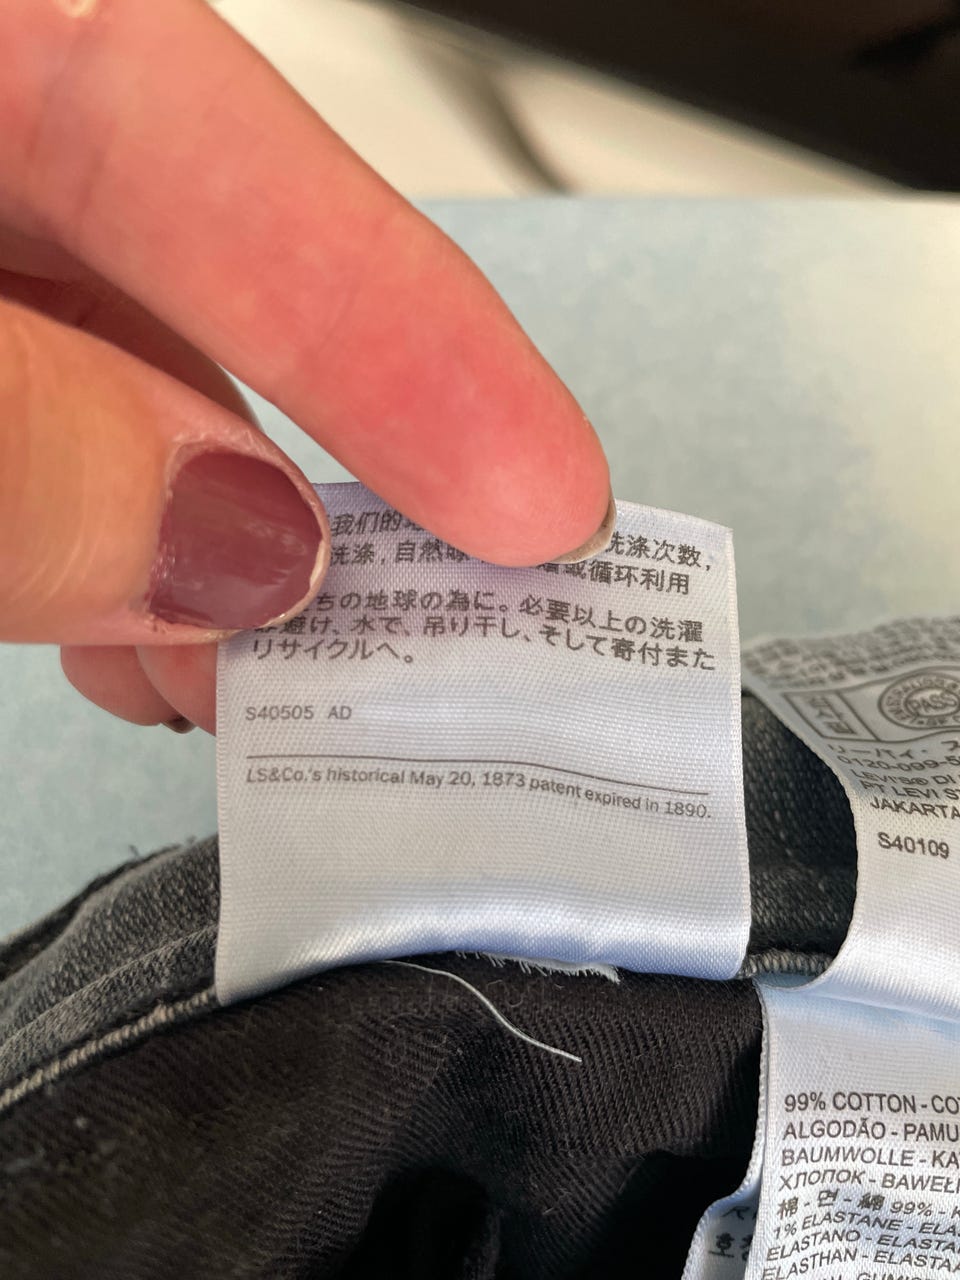 我们的
洗涤次数,
洗涤,自然
循环利用
ちの地球の為に。必要以上の洗濯
避け、水で、吊り干し、そして寄付また
リサイクルへ。
S40505 AD
LS&Co.'s historical May 20, 1873 patent expired in 1890.
PASS
リーバイ・
0120-099-5
LEVI'S® DI
PT LEVI ST
JAKARTA
S40109
99% COTTON - CO
ALGODÃO - PAMU
BAUMWOLLE - KA
ХЛОПОК - BAWEŁ
棉 - 면 - 綿 99% - K
1% ELASTANE - ELA
ELASTANO - ELASTA
ELASTHAN - ELASTA